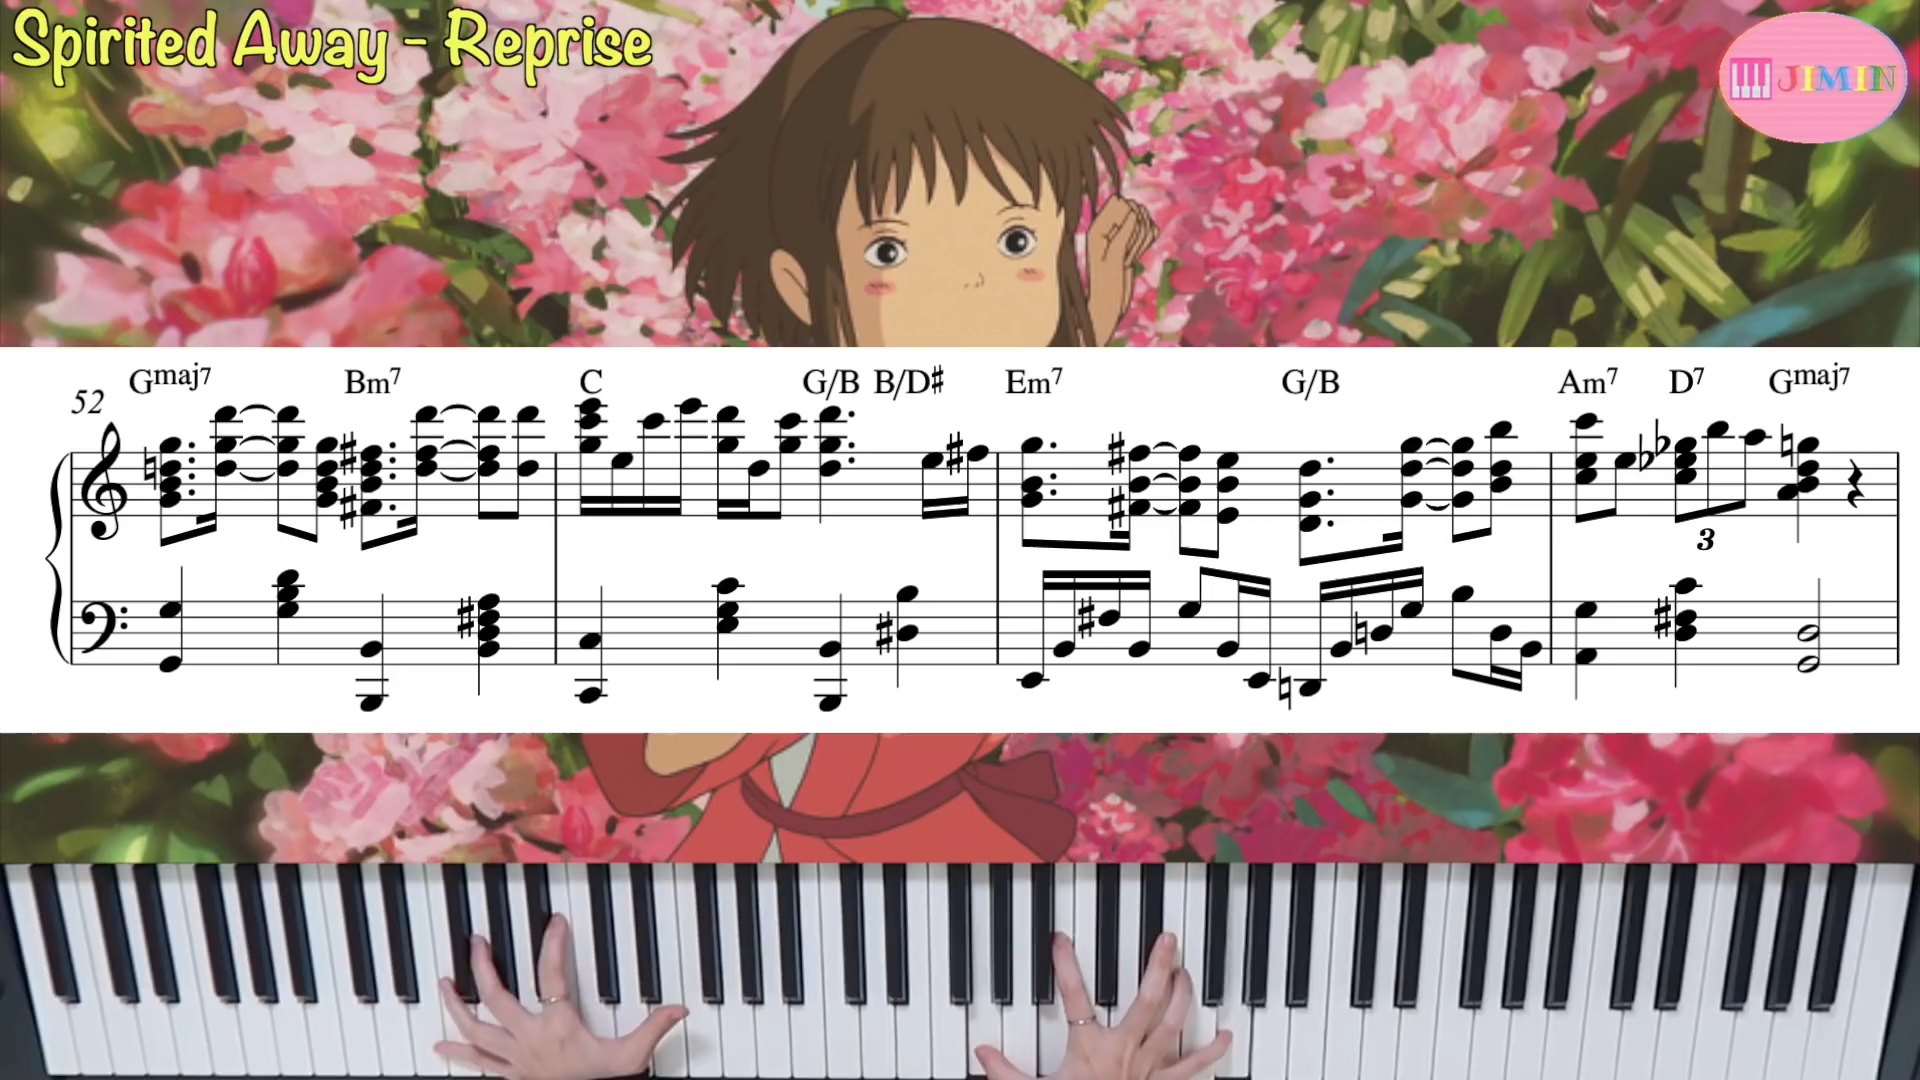 Spirited Away - Reprise
JIMIN
52
Gmaj7 Bm7 C G/B B/D♯ Em7 G/B Am7 D7 Gmaj7
3